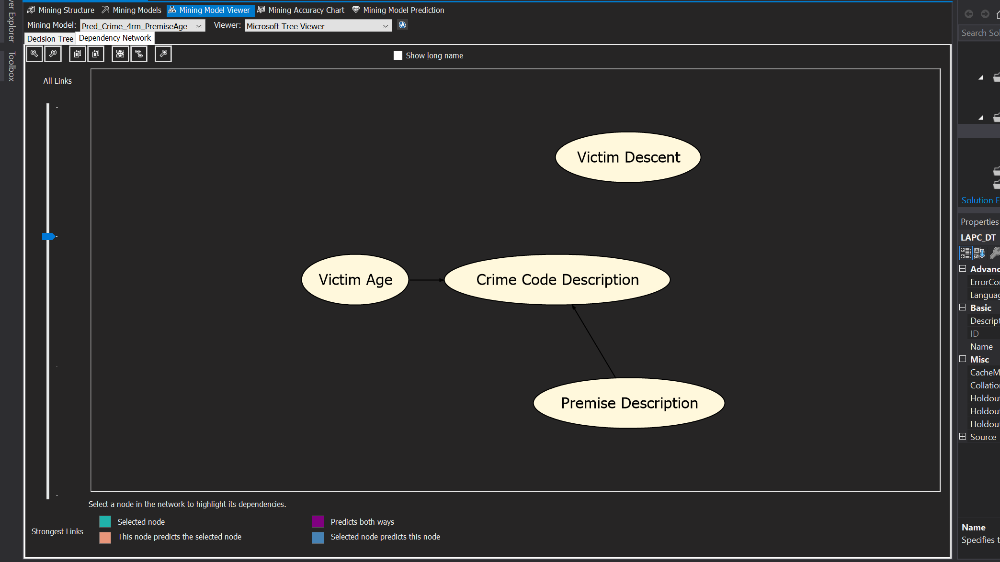 Mining Structure Mining Models Mining Model Viewer Mining Accuracy Chart Mining Model Prediction
Mining Model: Pred_Crime_4rm_PremiseAge Viewer: Microsoft Tree Viewer
Decision Tree Dependency Network
Show long name
All Links
Victim Descent
Victim Age
Crime Code Description
Premise Description
Strongest Links
Select a node in the network to highlight its dependencies.
Selected node
Predicts both ways
This node predicts the selected node
Selected node predicts this node
ver Explorer
Toolbox
Search Sol
Solution E
Properties
LAPC_DT
Advanc
ErrorCo
Languag
Basic
Descript
ID
Name
Misc
CacheM
Collatio
Holdout
Holdout
Holdout
Source
Name
Specifies t